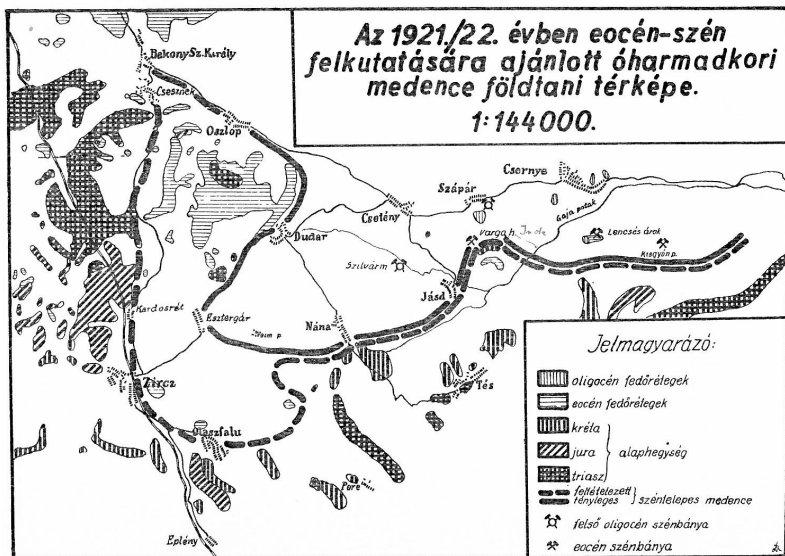 Az 1921./22. évben eocén-szén
felkutatására ajánlott óharmadkori
medence földtani térképe.
1:144000.
Bakony Sz. Király
Csesznek
Oszlop
Csernye
Szápár
Csetény
Gaja patak
Dudar
Varga h.
Lencsés árok
Kisgyón p.
Szilvárm
Jásd
Kardosrét
Esztergár
Nána
Zircz
Tés
Olaszfalu
Pere
Eplény
Jelmagyarázó:
oligocén fedőrétegek
eocén fedőrétegek
kréta
jura
alaphegység
triasz
feltételezett
tényleges
széntelepes medence
felső oligocén szénbánya
eocén szénbánya